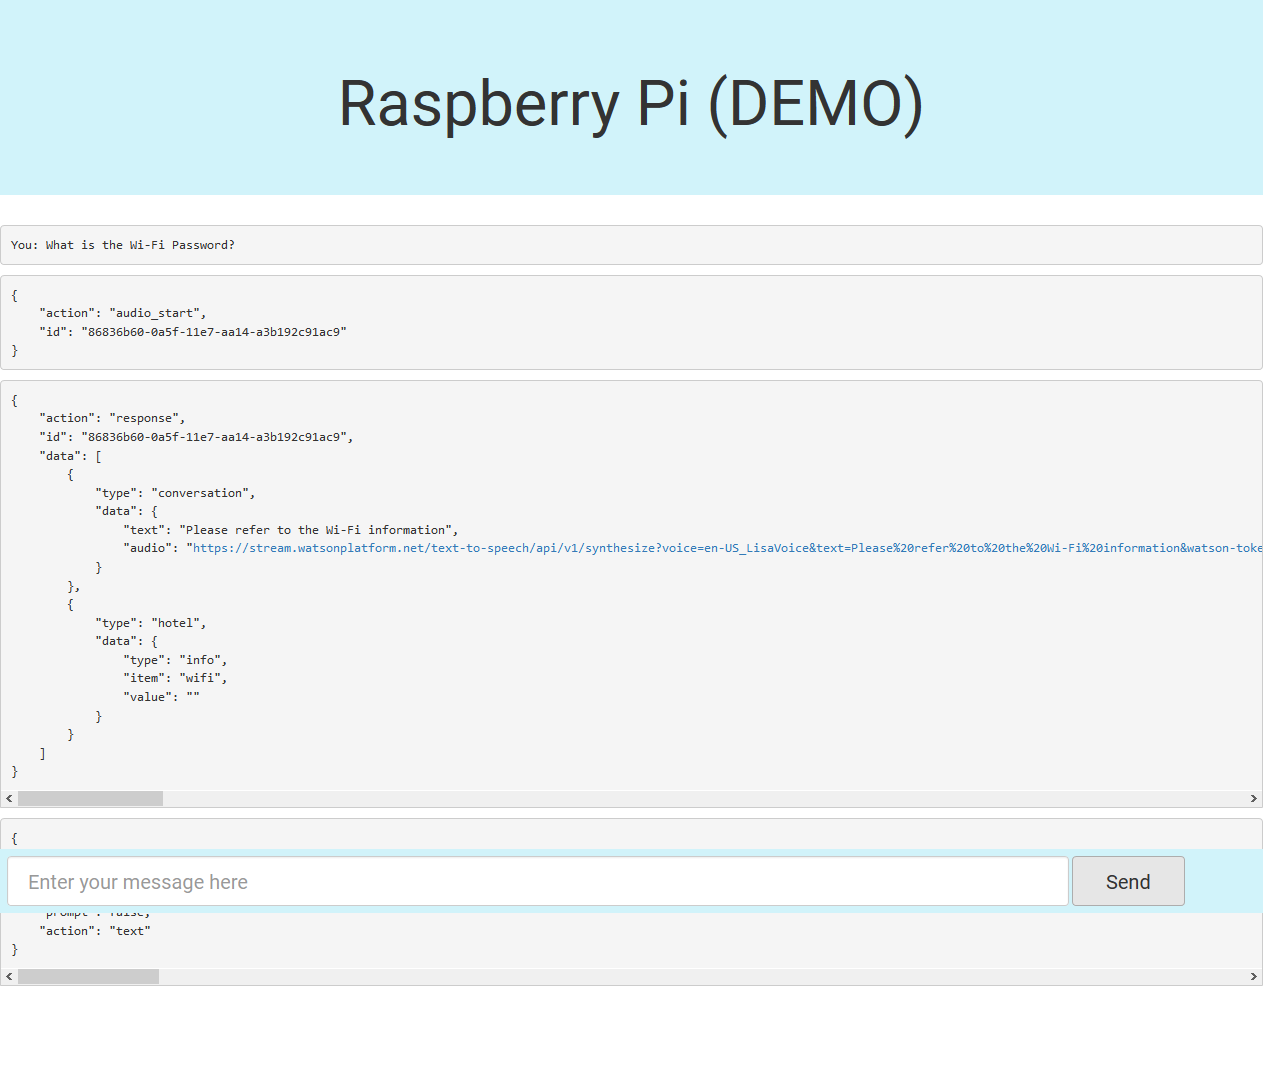 Raspberry Pi (DEMO)
You: What is the Wi-Fi Password?
{
    "action": "audio_start",
    "id": "86836b60-0a5f-11e7-aa14-a3b192c91ac9"
}
{
    "action": "response",
    "id": "86836b60-0a5f-11e7-aa14-a3b192c91ac9",
    "data": [
        {
            "type": "conversation",
            "data": {
                "text": "Please refer to the Wi-Fi information",
                "audio": "https://stream.watsonplatform.net/text-to-speech/api/v1/synthesize?voice=en-US_LisaVoice&text=Please%20refer%20to%20the%20Wi-Fi%20information&watson-toke
            }
        },
        {
            "type": "hotel",
            "data": {
                "type": "info",
                "item": "wifi",
                "value": ""
            }
        }
    ]
}
{
Enter your message here Send
    "prompt": false,
    "action": "text"
}